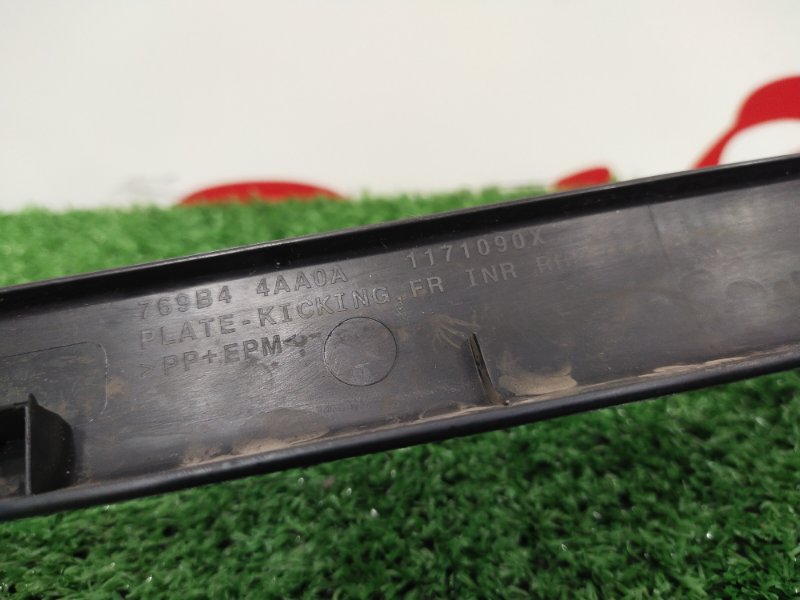 769B4 4AA0A 1171090X
PLATE-KICKING,FR INR RH
>PP+EPM<